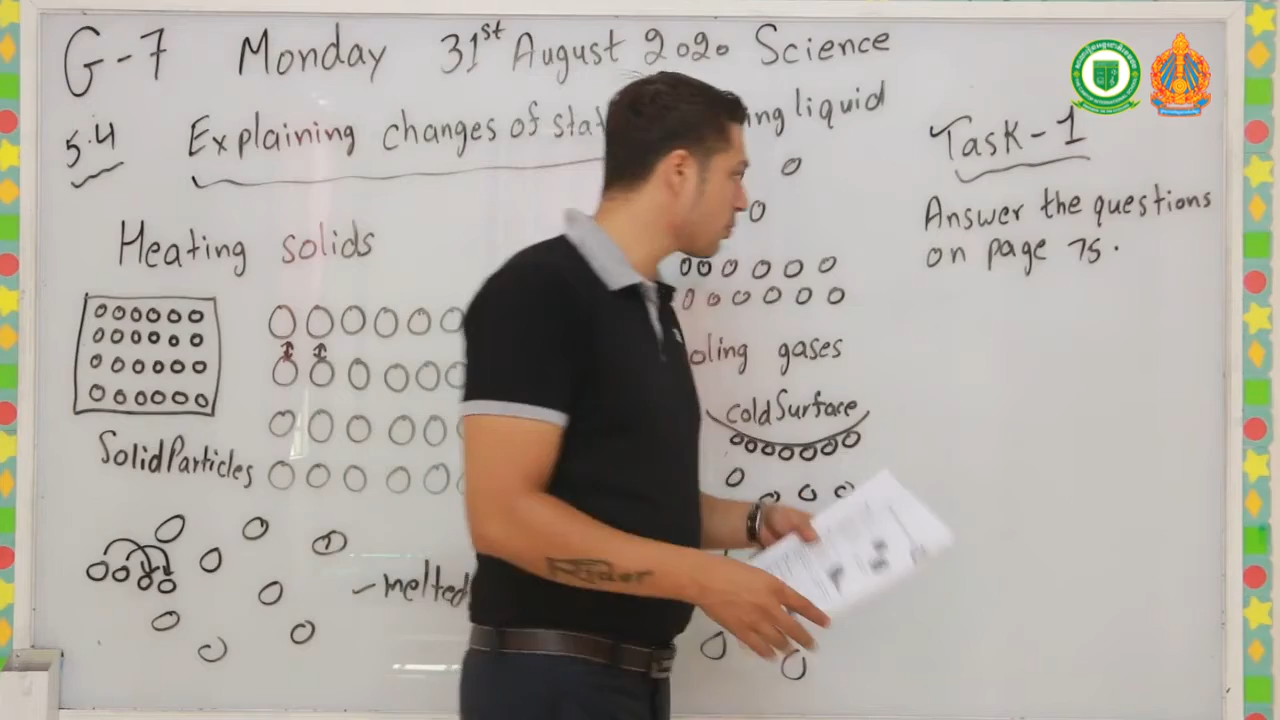 G-7 Monday 31st August 2020 Science
5.4 Explaining changes of stat ng liquid
Task-1
Answer the questions
on page 75.
Heating solids
oling gases
cold Surface
Solid Particles
-melted
Rider